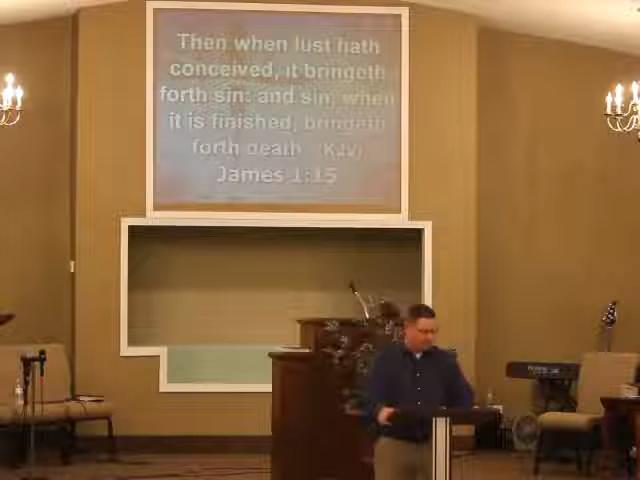 Then when lust hath
conceived, it bringeth
forth sin: and sin, when
it is finished, bringeth
forth death. (KJV)
James 1:15